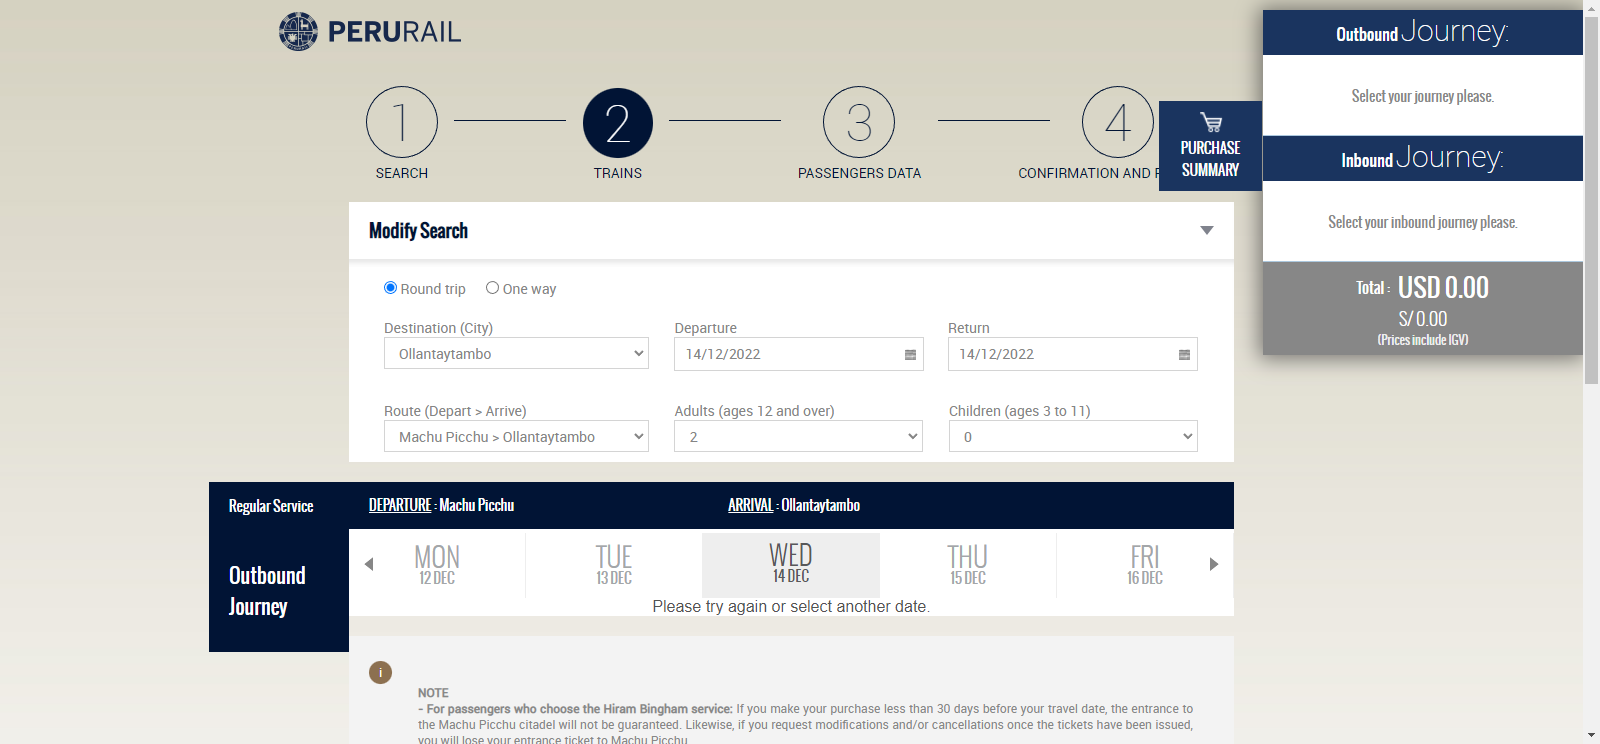 PERURAIL
1
2
3
4
SEARCH
TRAINS
PASSENGERS DATA
CONFIRMATION AND
PURCHASE
SUMMARY
Outbound Journey:
Select your journey please.
Inbound Journey:
Select your inbound journey please.
Total : USD 0.00
S/ 0.00
(Prices include IGV)
Modify Search
Round trip
One way
Destination (City)
Departure
Return
Ollantaytambo
14/12/2022
14/12/2022
Route (Depart > Arrive)
Adults (ages 12 and over)
Children (ages 3 to 11)
Machu Picchu > Ollantaytambo
2
0
Regular Service
DEPARTURE : Machu Picchu
ARRIVAL : Ollantaytambo
Outbound
Journey
MON
12 DEC
TUE
13 DEC
WED
14 DEC
THU
15 DEC
FRI
16 DEC
Please try again or select another date.
i
NOTE
- For passengers who choose the Hiram Bingham service: If you make your purchase less than 30 days before your travel date, the entrance to
the Machu Picchu citadel will not be guaranteed. Likewise, if you request modifications and/or cancellations once the tickets have been issued,
you will lose your entrance ticket to Machu Picchu